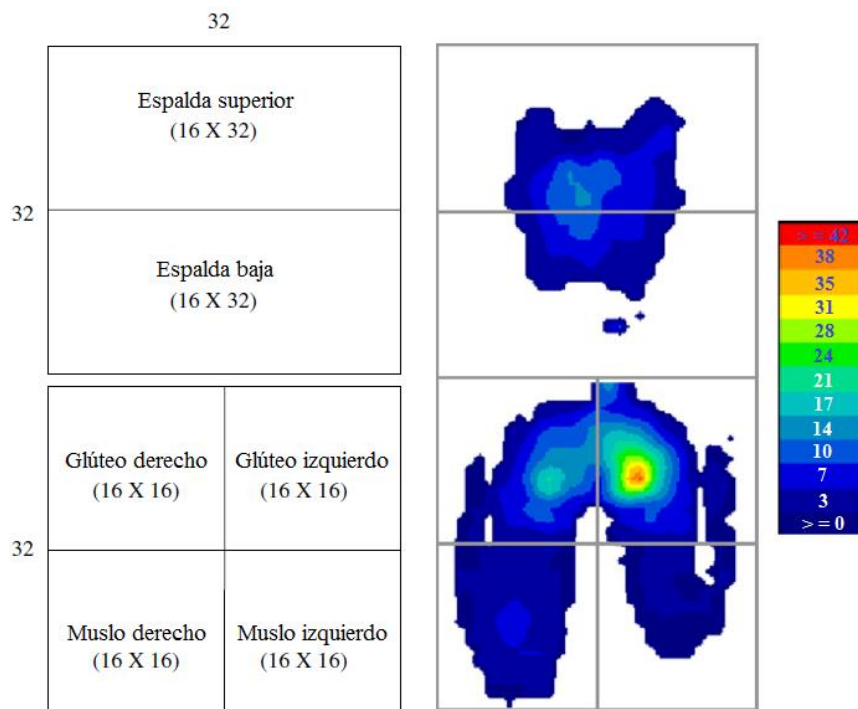 32
Espalda superior
(16 X 32)
32
Espalda baja
(16 X 32)
Glúteo derecho
(16 X 16)
Glúteo izquierdo
(16 X 16)
32
Muslo derecho
(16 X 16)
Muslo izquierdo
(16 X 16)
> = 42
38
35
31
28
24
21
17
14
10
7
3
> = 0